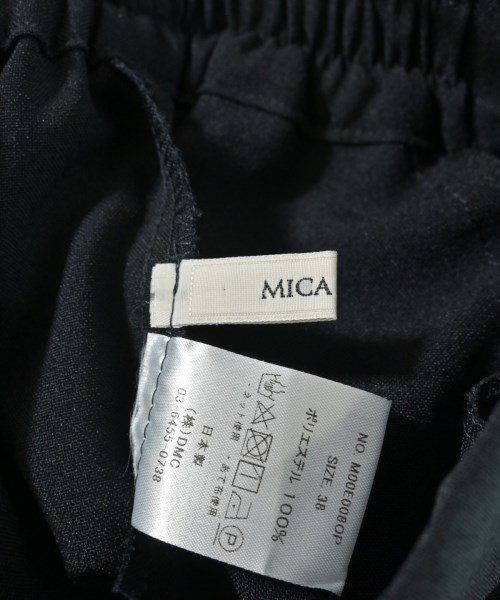 MICA
NO. M00E008OP
SIZE. 38
ポリエステル 100%
P
・ネット使用 ・あて布使用
日本製
(株)DMC
03-6455-0738